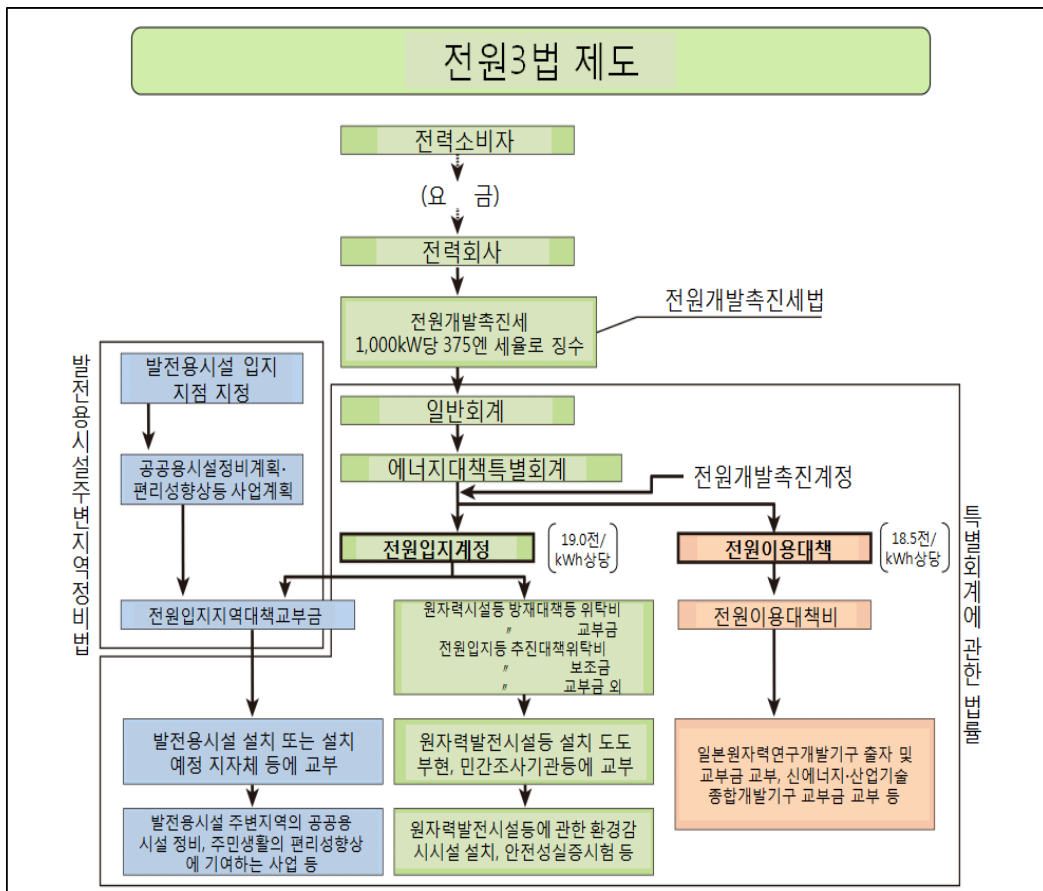 전원3법 제도
전력소비자
(요 금)
전력회사
전원개발촉진세
1,000kW당 375엔 세율로 징수
전원개발촉진세법
발전용시설주변지역정비법
발전용시설 입지
지점 지정
공공용시설정비계획·
편리성향상등 사업계획
일반회계
에너지대책특별회계
전원개발촉진계정
전원입지계정
19.0전/
kWh상당
전원이용대책
18.5전/
kWh상당
특별회계에 관한 법률
전원입지지역대책교부금
원자력시설등 방재대책등 위탁비
〃 교부금
전원입지등 추진대책위탁비
〃 보조금
〃 교부금 외
전원이용대책비
발전용시설 설치 또는 설치
예정 지자체 등에 교부
원자력발전시설등 설치 도도
부현, 민간조사기관등에 교부
일본원자력연구개발기구 출자 및
교부금 교부, 신에너지·산업기술
종합개발기구 교부금 교부 등
발전용시설 주변지역의 공공용
시설 정비, 주민생활의 편리성향상
에 기여하는 사업 등
원자력발전시설등에 관한 환경감
시시설 설치, 안전성실증시험 등